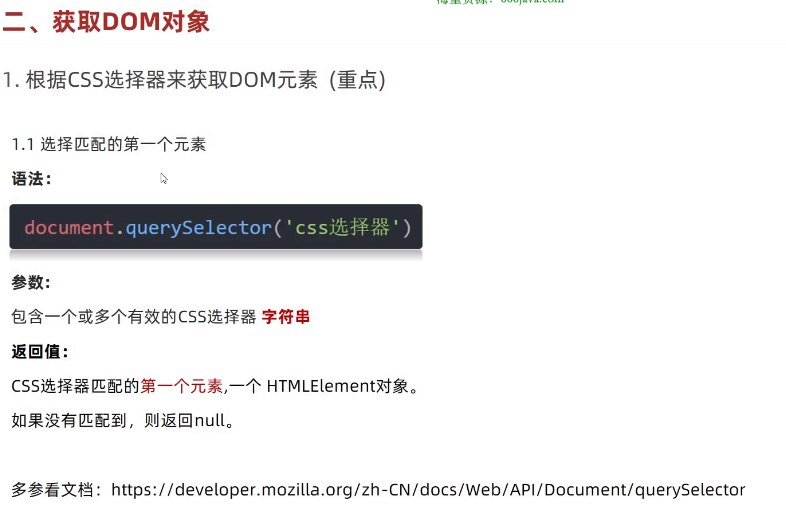 二、获取DOM对象
1. 根据CSS选择器来获取DOM元素 (重点)
1.1 选择匹配的第一个元素
语法：
document.querySelector('css选择器')
参数：
包含一个或多个有效的CSS选择器 字符串
返回值：
CSS选择器匹配的第一个元素,一个 HTMLElement对象。
如果没有匹配到，则返回null。
多参看文档：https://developer.mozilla.org/zh-CN/docs/Web/API/Document/querySelector